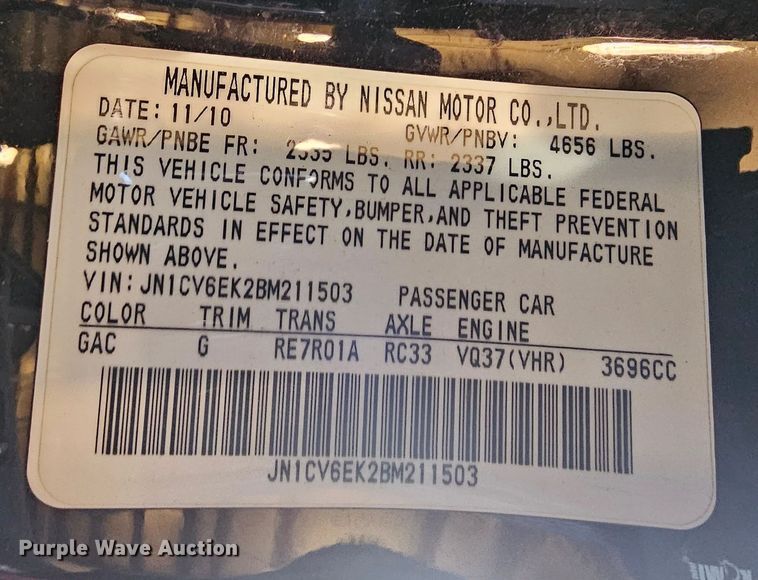 MANUFACTURED BY NISSAN MOTOR CO.,LTD.
DATE: 11/10 GVWR/PNBV: 4656 LBS.
GAWR/PNBE FR: 2335 LBS. RR: 2337 LBS.
THIS VEHICLE CONFORMS TO ALL APPLICABLE FEDERAL
MOTOR VEHICLE SAFETY,BUMPER,AND THEFT PREVENTION
STANDARDS IN EFFECT ON THE DATE OF MANUFACTURE
SHOWN ABOVE.
VIN: JN1CV6EK2BM211503 PASSENGER CAR
COLOR TRIM TRANS AXLE ENGINE
GAC G RE7R01A RC33 VQ37(VHR) 3696CC
JN1CV6EK2BM211503
Purple Wave Auction